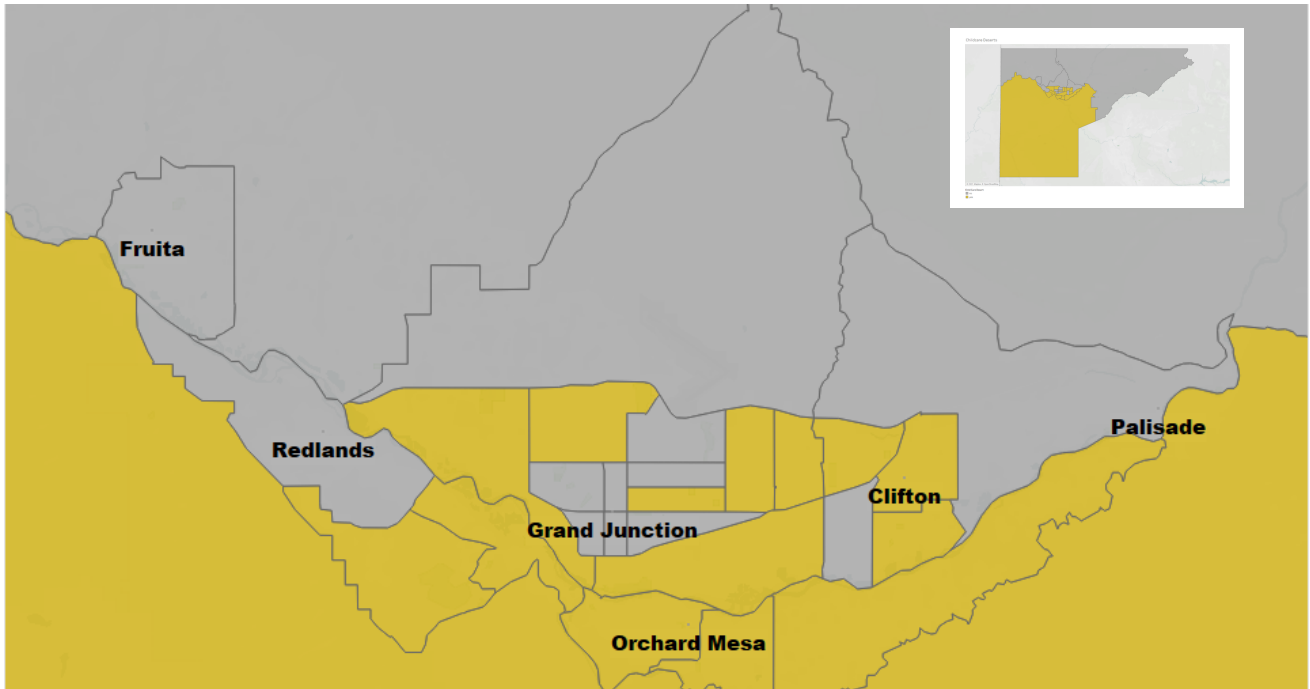 Fruita
Redlands
Palisade
Clifton
Grand Junction
Orchard Mesa